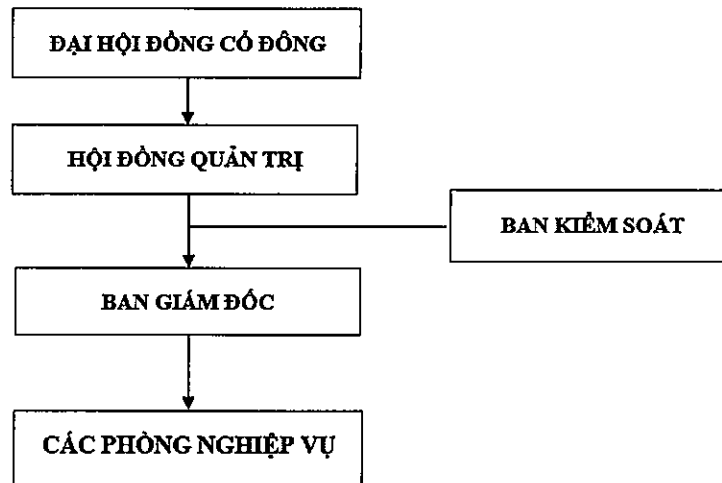 ĐẠI HỘI ĐỒNG CỔ ĐÔNG
HỘI ĐỒNG QUẢN TRỊ
BAN KIỂM SOÁT
BAN GIÁM ĐỐC
CÁC PHÒNG NGHIỆP VỤ